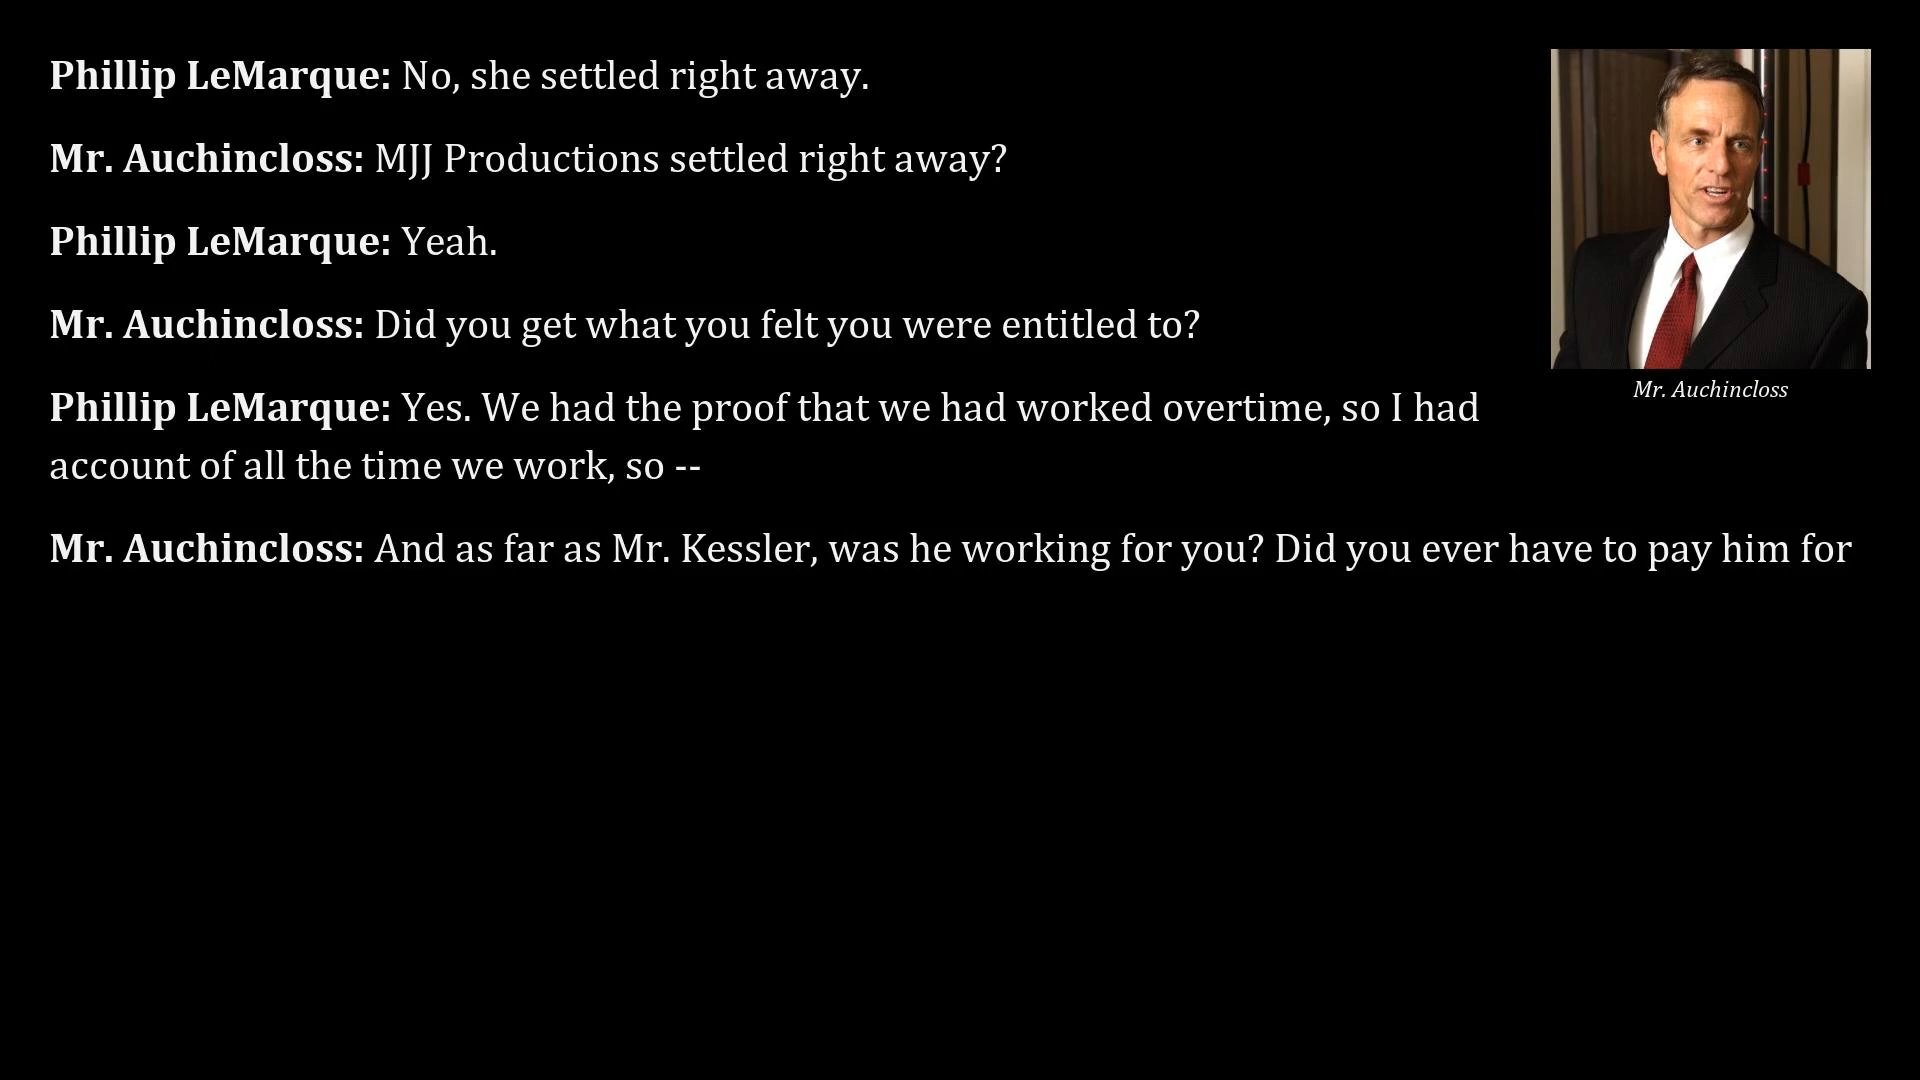 Phillip LeMarque: No, she settled right away.
Mr. Auchincloss: MJJ Productions settled right away?
Phillip LeMarque: Yeah.
Mr. Auchincloss: Did you get what you felt you were entitled to?
Phillip LeMarque: Yes. We had the proof that we had worked overtime, so I had
account of all the time we work, so --
Mr. Auchincloss: And as far as Mr. Kessler, was he working for you? Did you ever have to pay him for
Mr. Auchincloss